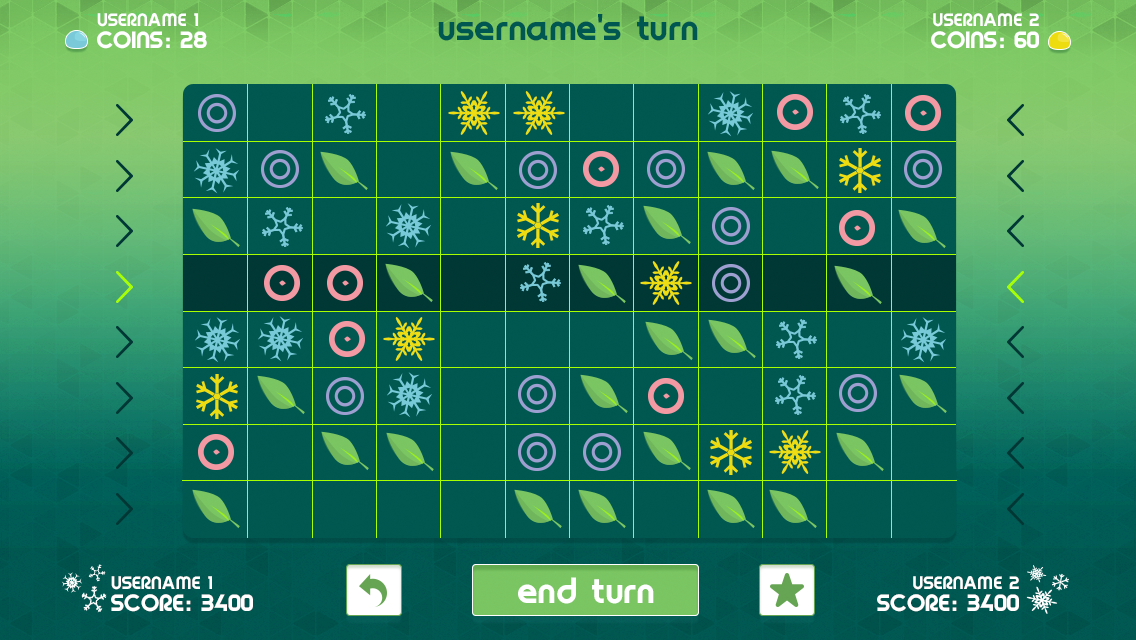 USERNAME 1
COINS: 28
username's turn
USERNAME 2
COINS: 60
USERNAME 1
SCORE: 3400
end turn
USERNAME 2
SCORE: 3400